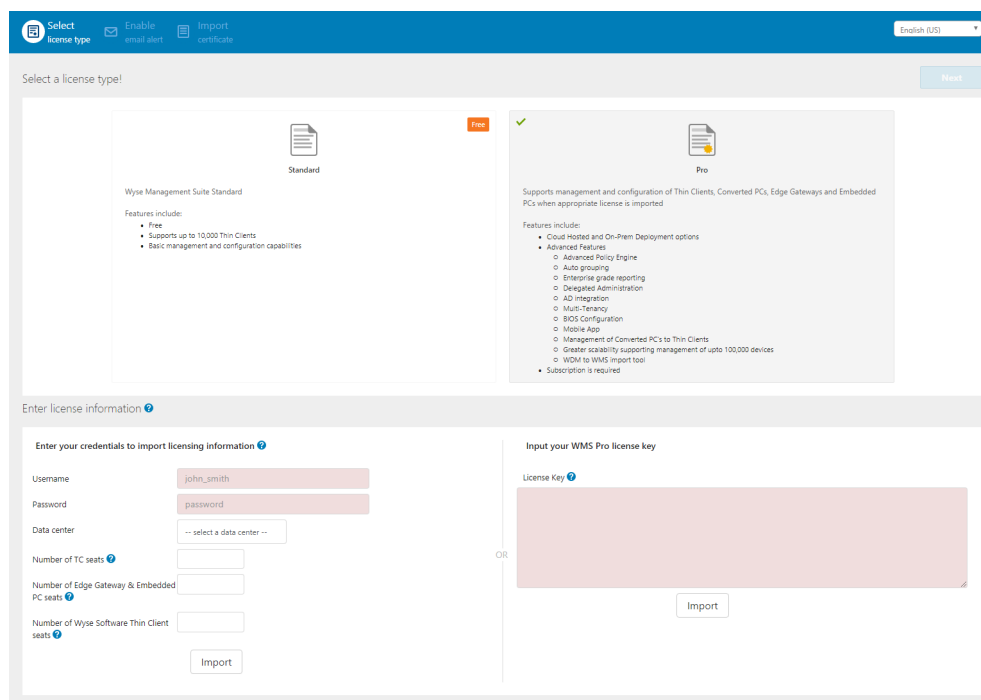 Select
license type
Enable
email alert
Import
certificate
English (US)
Select a license type!
Next
Free
Standard
Wyse Management Suite Standard
Features include:
Free
Supports up to 10,000 Thin Clients
Basic management and configuration capabilities
Pro
Supports management and configuration of Thin Clients, Converted PCs, Edge Gateways and Embedded
PCs when appropriate license is imported
Features include:
Cloud Hosted and On-Prem Deployment options
Advanced Features
Advanced Policy Engine
Auto grouping
Enterprise grade reporting
Delegated Administration
AD integration
Multi-Tenancy
BIOS Configuration
Mobile App
Management of Converted PC's to Thin Clients
Greater scalability supporting management of upto 100,000 devices
WDM to WMS import tool
Subscription is required
Enter license information ?
Enter your credentials to import licensing information ?
Username
john_smith
Password
password
Data center
-- select a data center --
Number of TC seats ?
Number of Edge Gateway & Embedded
PC seats ?
Number of Wyse Software Thin Client
seats ?
Import
OR
Input your WMS Pro license key
License Key ?
Import